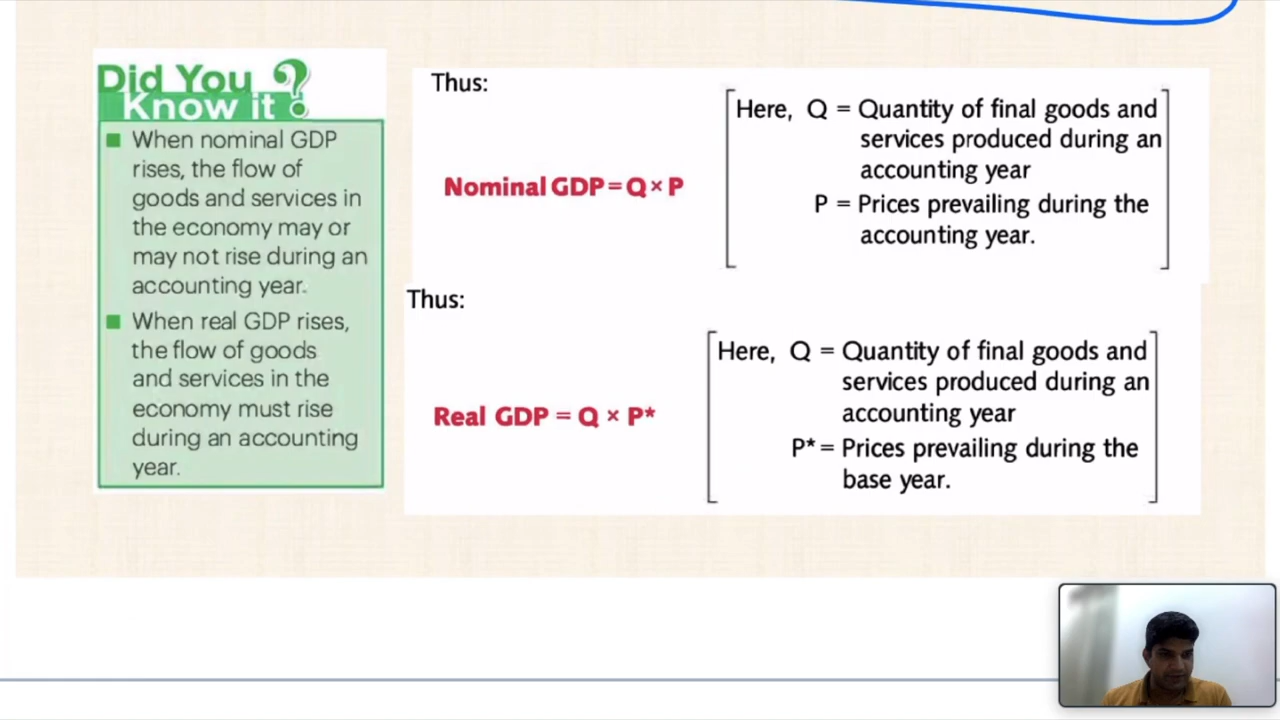 Did You ?
Know it
■ When nominal GDP
rises, the flow of
goods and services in
the economy may or
may not rise during an
accounting year.
■ When real GDP rises,
the flow of goods
and services in the
economy must rise
during an accounting
year.
Thus:
Nominal GDP = Q × P
Here, Q = Quantity of final goods and
services produced during an
accounting year
P = Prices prevailing during the
accounting year.
Thus:
Real GDP = Q × P*
Here, Q = Quantity of final goods and
services produced during an
accounting year
P* = Prices prevailing during the
base year.